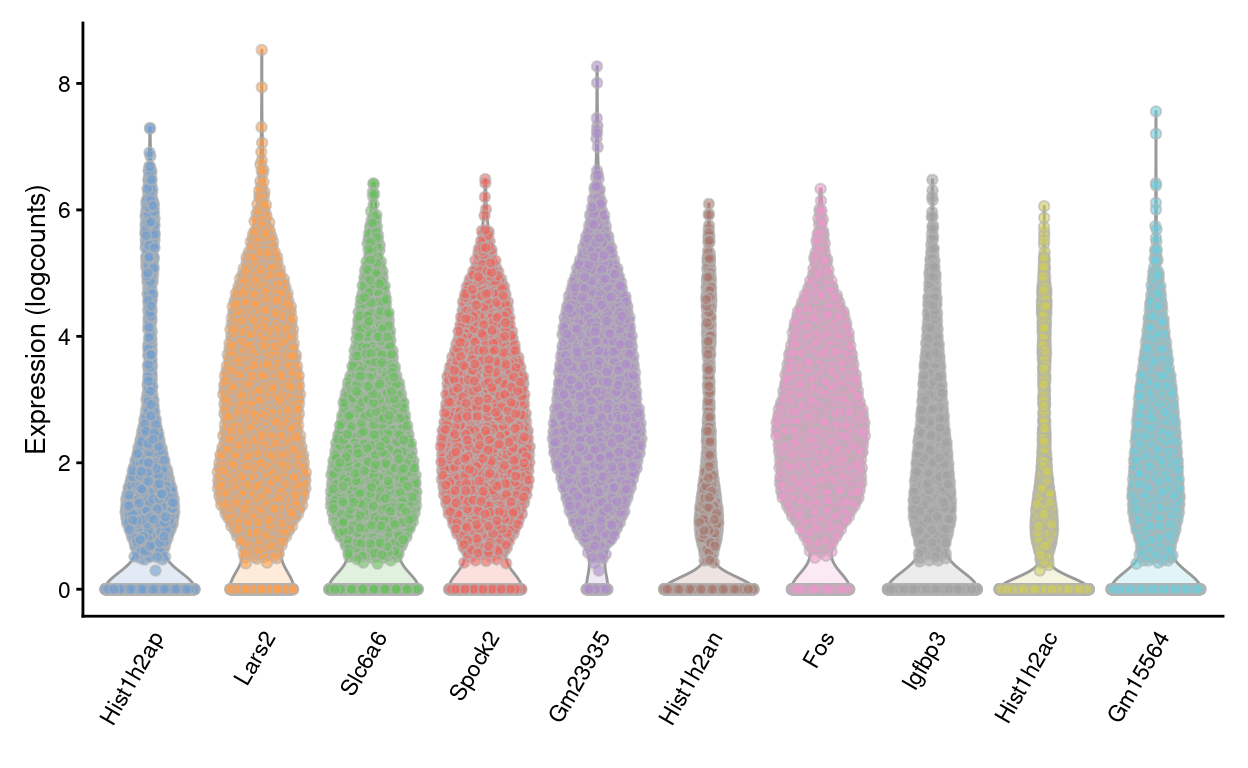 Expression (logcounts)
8
6
4
2
0
Hist1h2ap
Lars2
Slc6a6
Spock2
Gm23935
Hist1h2an
Fos
Igfbp3
Hist1h2ac
Gm15564